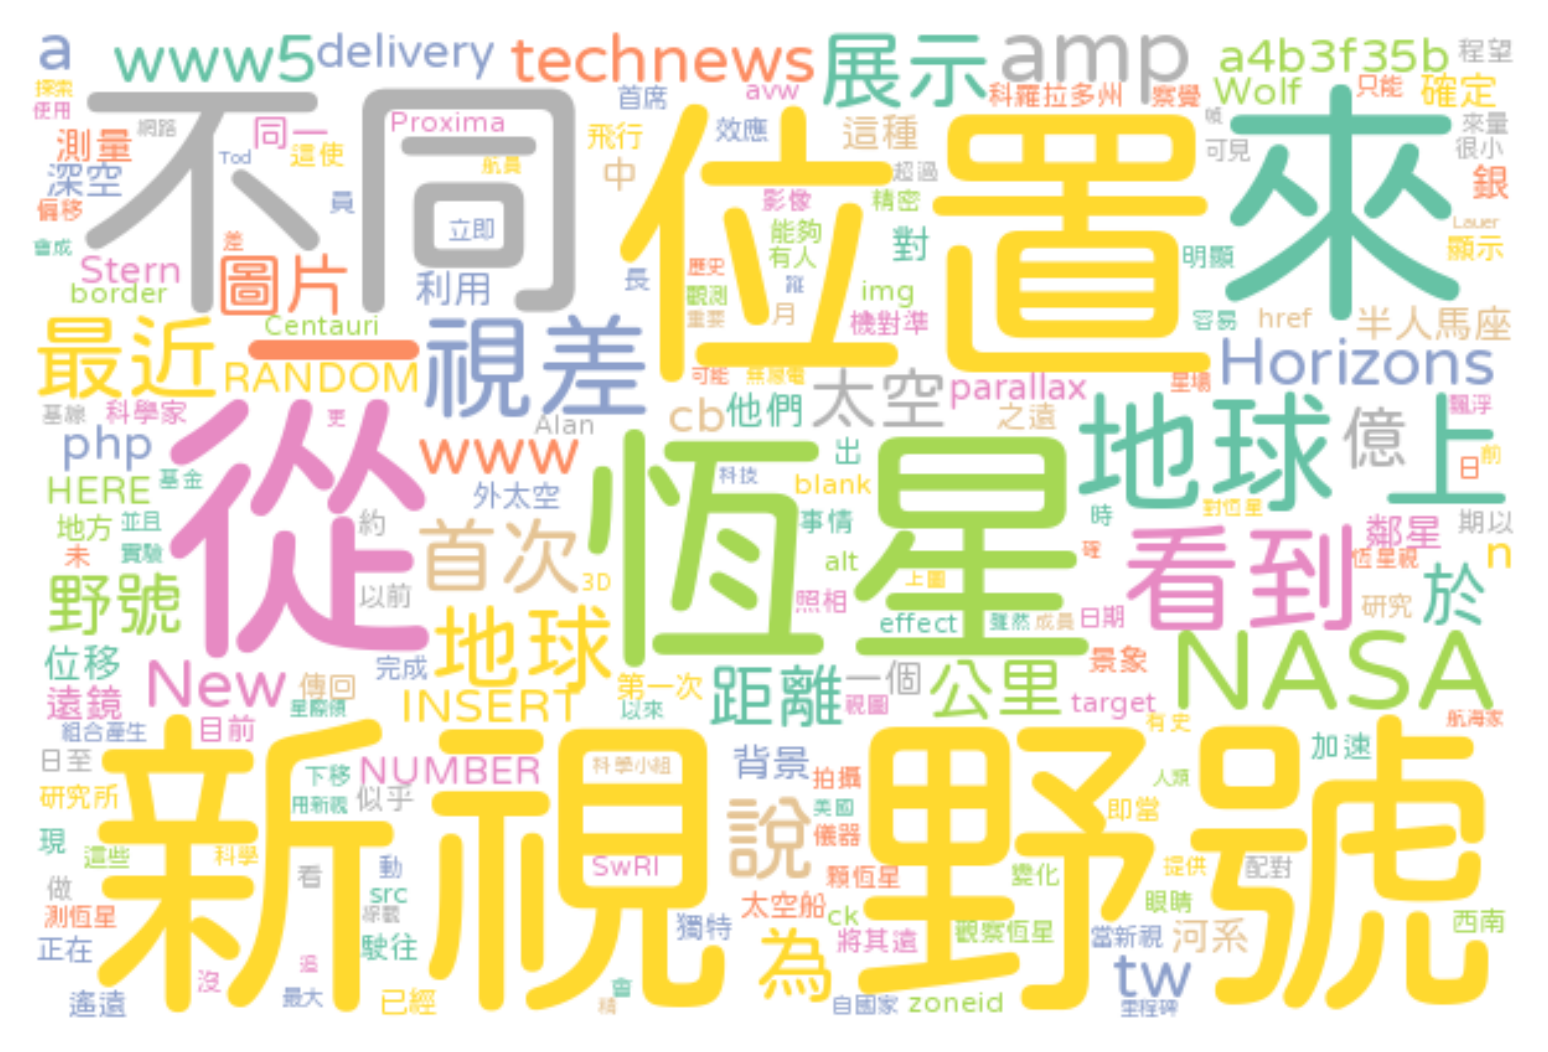 a
www5
delivery
technews
展示
amp
a4b3f35b
程望
探索
使用
首席
avw
科羅拉多州
察覺
Wolf
只能
確定
不同
位置
來
測量
網路
同一
Proxima
飛行
效應
這種
來量
很小
可見
深空
Tod
這使
航員
中
超過
銀
偏移
員
立即
影像
精密
Lauer
會成
差
能夠
有人
對
明顯
顯示
Stern
border
圖片
利用
長
歷史
觀測
重要
月
img
機對準
容易
href
半人馬座
最近
Centauri
一
視差
RANDOM
可能
無線電
太空
parallax
星場
Horizons
基線
科學家
更
Alan
cb
他們
之遠
地球
億
上
飄浮
php
從
www
恆星
出
日
前
HERE
基金
外太空
科技
blank
地方
並且
約
首次
事情
時
對恆星
鄰星
期以
未
實驗
3D
alt
上圖
確
看到
恆星視
n
野號
以前
照相
研究
於
地球
effect
雖然
成員
日期
位移
New
完成
距離
一個
公里
景象
NASA
遠鏡
傳回
星際領
INSERT
第一次
以來
視圖
target
組合產生
目前
有史
航海家
新視野號
日至
下移
NUMBER
科學小組
背景
拍攝
人類
加速
研究所
用新視
似乎
說
美國
儀器
即當
現
這些
科學
看
動
SwRI
顆恆星
變化
提供
配對
做
src
眼睛
測恆星
綜觀
太空船
ck
西南
正在
駛往
獨特
為
將其遠
觀察恆星
當新視
河系
沒
遙遠
最大
已經
會
精
自國家
zoneid
tw
里程碑